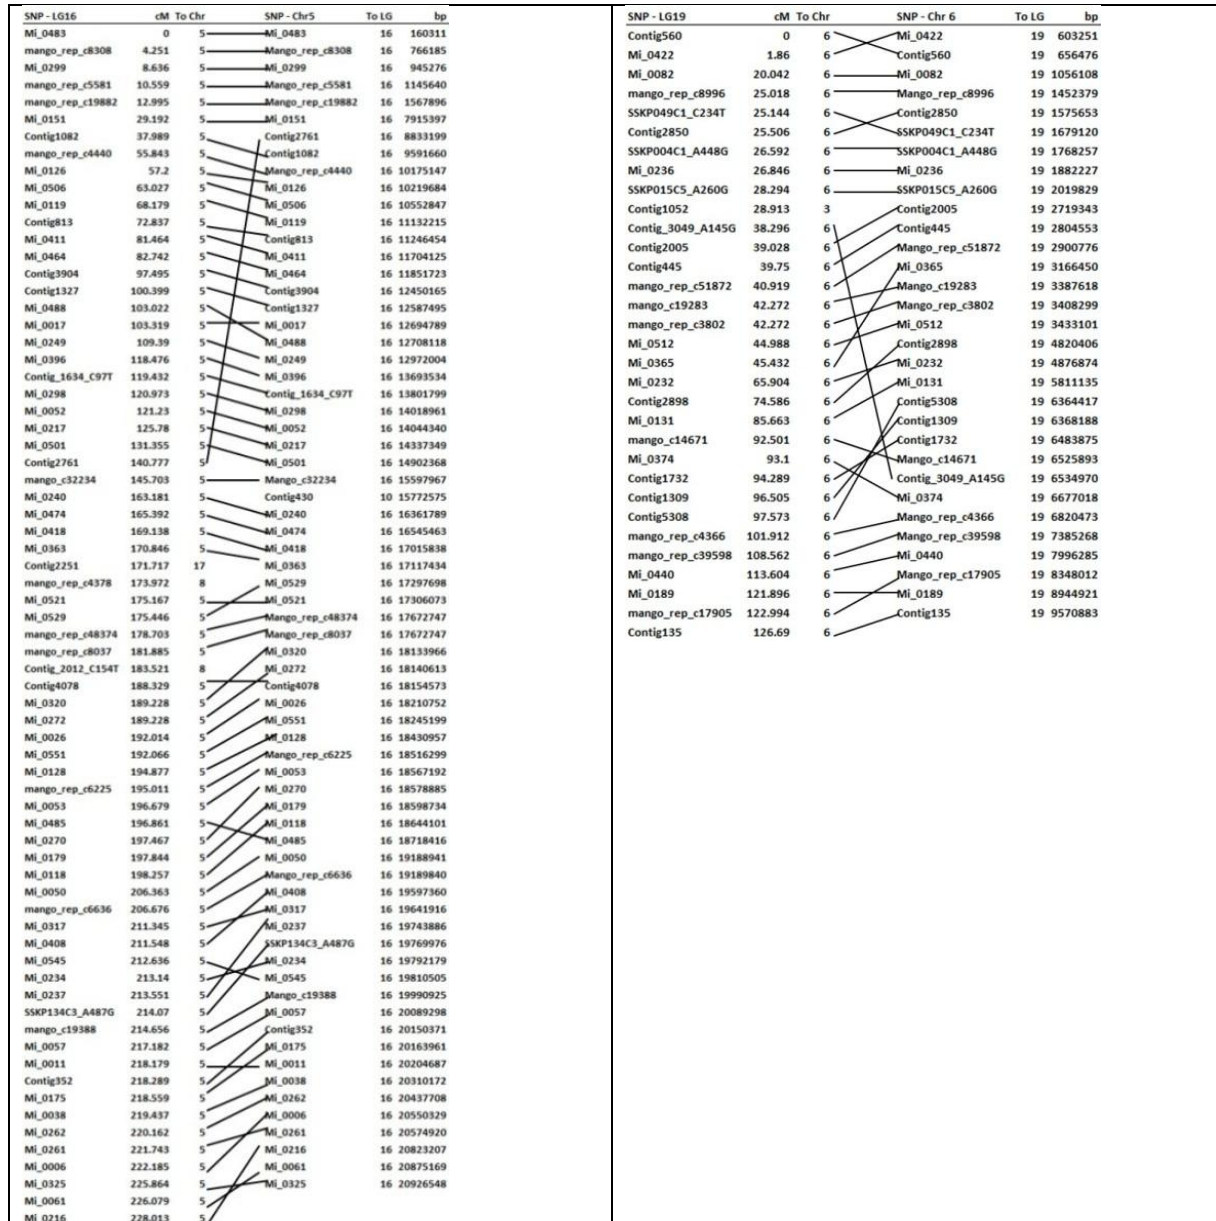 SNP - LG16 cM To Chr SNP - Chr5 To LG bp
Mi_0483 0 5 Mi_0483 16 160311
mango_rep_c8308 4.251 5 Mango_rep_c8308 16 766185
Mi_0299 8.636 5 Mi_0299 16 945276
mango_rep_c5581 10.559 5 Mango_rep_c5581 16 1145640
mango_rep_c19882 12.995 5 Mango_rep_c19882 16 1567896
Mi_0151 29.192 5 Mi_0151 16 7915397
Contig1082 37.989 5 Contig2761 16 8833199
mango_rep_c4440 55.843 5 Contig1082 16 9591660
Mi_0126 57.2 5 Mango_rep_c4440 16 10175147
Mi_0506 63.027 5 Mi_0126 16 10219684
Mi_0119 68.179 5 Mi_0506 16 10552847
Contig813 72.837 5 Mi_0119 16 11132215
Mi_0411 81.464 5 Contig813 16 11246454
Mi_0464 82.742 5 Mi_0411 16 11704125
Contig3904 97.495 5 Mi_0464 16 11851723
Contig1327 100.399 5 Contig3904 16 12450165
Mi_0488 103.022 5 Contig1327 16 12587495
Mi_0017 103.319 5 Mi_0017 16 12694789
Mi_0249 109.39 5 Mi_0488 16 12708118
Mi_0396 118.476 5 Mi_0249 16 12972004
Contig_1634_C97T 119.432 5 Mi_0396 16 13693534
Mi_0298 120.973 5 Contig_1634_C97T 16 13801799
Mi_0052 121.23 5 Mi_0298 16 14018961
Mi_0217 125.78 5 Mi_0052 16 14044340
Mi_0501 131.355 5 Mi_0217 16 14337349
Contig2761 140.777 5 Mi_0501 16 14902368
mango_c32234 145.703 5 Mango_c32234 16 15597967
Mi_0240 163.181 5 Contig430 10 15772575
Mi_0474 165.392 5 Mi_0240 16 16361789
Mi_0418 169.138 5 Mi_0474 16 16545463
Mi_0363 170.846 5 Mi_0418 16 17015838
Contig2251 171.717 17 Mi_0363 16 17117434
mango_rep_c4378 173.972 8 Mi_0529 16 17297698
Mi_0521 175.167 5 Mi_0521 16 17306073
Mi_0529 175.446 5 Mango_rep_c48374 16 17672747
mango_rep_c48374 178.703 5 Mango_rep_c8037 16 17672747
mango_rep_c8037 181.885 5 Mi_0320 16 18133966
Contig_2012_C154T 183.521 8 Mi_0272 16 18140613
Contig4078 188.329 5 Contig4078 16 18154573
Mi_0320 189.228 5 Mi_0026 16 18210752
Mi_0272 189.228 5 Mi_0551 16 18245199
Mi_0026 192.014 5 Mi_0128 16 18430957
Mi_0551 192.066 5 Mango_rep_c6225 16 18516299
Mi_0128 194.877 5 Mi_0053 16 18567192
mango_rep_c6225 195.011 5 Mi_0270 16 18578885
Mi_0053 196.679 5 Mi_0179 16 18598734
Mi_0485 196.861 5 Mi_0118 16 18644101
Mi_0270 197.467 5 Mi_0485 16 18718416
Mi_0179 197.844 5 Mi_0050 16 19188941
Mi_0118 198.257 5 Mango_rep_c6636 16 19189840
Mi_0050 206.363 5 Mi_0408 16 19597360
mango_rep_c6636 206.676 5 Mi_0317 16 19641916
Mi_0317 211.345 5 Mi_0237 16 19743886
Mi_0408 211.548 5 SSKP134C3_A487G 16 19769976
Mi_0545 212.636 5 Mi_0234 16 19792179
Mi_0234 213.14 5 Mi_0545 16 19810505
Mi_0237 213.551 5 Mango_c19388 16 19990925
SSKP134C3_A487G 214.07 5 Mi_0057 16 20089298
mango_c19388 214.656 5 Contig352 16 20150371
Mi_0057 217.182 5 Mi_0175 16 20163961
Mi_0011 218.179 5 Mi_0011 16 20204687
Contig352 218.289 5 Mi_0038 16 20310172
Mi_0175 218.559 5 Mi_0262 16 20437708
Mi_0038 219.437 5 Mi_0006 16 20550329
Mi_0262 220.162 5 Mi_0261 16 20574920
Mi_0261 221.743 5 Mi_0216 16 20823207
Mi_0006 222.185 5 Mi_0061 16 20875169
Mi_0325 225.864 5 Mi_0325 16 20926548
Mi_0061 226.079 5
Mi_0216 228.013 5
SNP - LG19 cM To Chr SNP - Chr 6 To LG bp
Contig560 0 6 Mi_0422 19 603251
Mi_0422 1.86 6 Contig560 19 656476
Mi_0082 20.042 6 Mi_0082 19 1056108
mango_rep_c8996 25.018 6 Mango_rep_c8996 19 1452379
SSKP049C1_C234T 25.144 6 Contig2850 19 1575653
Contig2850 25.506 6 SSKP049C1_C234T 19 1679120
SSKP004C1_A448G 26.592 6 SSKP004C1_A448G 19 1768257
Mi_0236 26.846 6 Mi_0236 19 1882227
SSKP015C5_A260G 28.294 6 SSKP015C5_A260G 19 2019829
Contig1052 28.913 3 Contig2005 19 2719343
Contig_3049_A145G 38.296 6 Contig445 19 2804553
Contig2005 39.028 6 Mango_rep_c51872 19 2900776
Contig445 39.75 6 Mi_0365 19 3166450
mango_rep_c51872 40.919 6 Mango_c19283 19 3387618
mango_c19283 42.272 6 Mango_rep_c3802 19 3408299
mango_rep_c3802 42.272 6 Mi_0512 19 3433101
Mi_0512 44.988 6 Contig2898 19 4820406
Mi_0365 45.432 6 Mi_0232 19 4876874
Mi_0232 65.904 6 Mi_0131 19 5811135
Contig2898 74.586 6 Contig5308 19 6364417
Mi_0131 85.663 6 Contig1309 19 6368188
mango_c14671 92.501 6 Contig1732 19 6483875
Mi_0374 93.1 6 Mango_c14671 19 6525893
Contig1732 94.289 6 Contig_3049_A145G 19 6534970
Contig1309 96.505 6 Mi_0374 19 6677018
Contig5308 97.573 6 Mango_rep_c4366 19 6820473
mango_rep_c4366 101.912 6 Mango_rep_c39598 19 7385268
mango_rep_c39598 108.562 6 Mi_0440 19 7996285
Mi_0440 113.604 6 Mango_rep_c17905 19 8348012
Mi_0189 121.896 6 Mi_0189 19 8944921
mango_rep_c17905 122.994 6 Contig135 19 9570883
Contig135 126.69 6